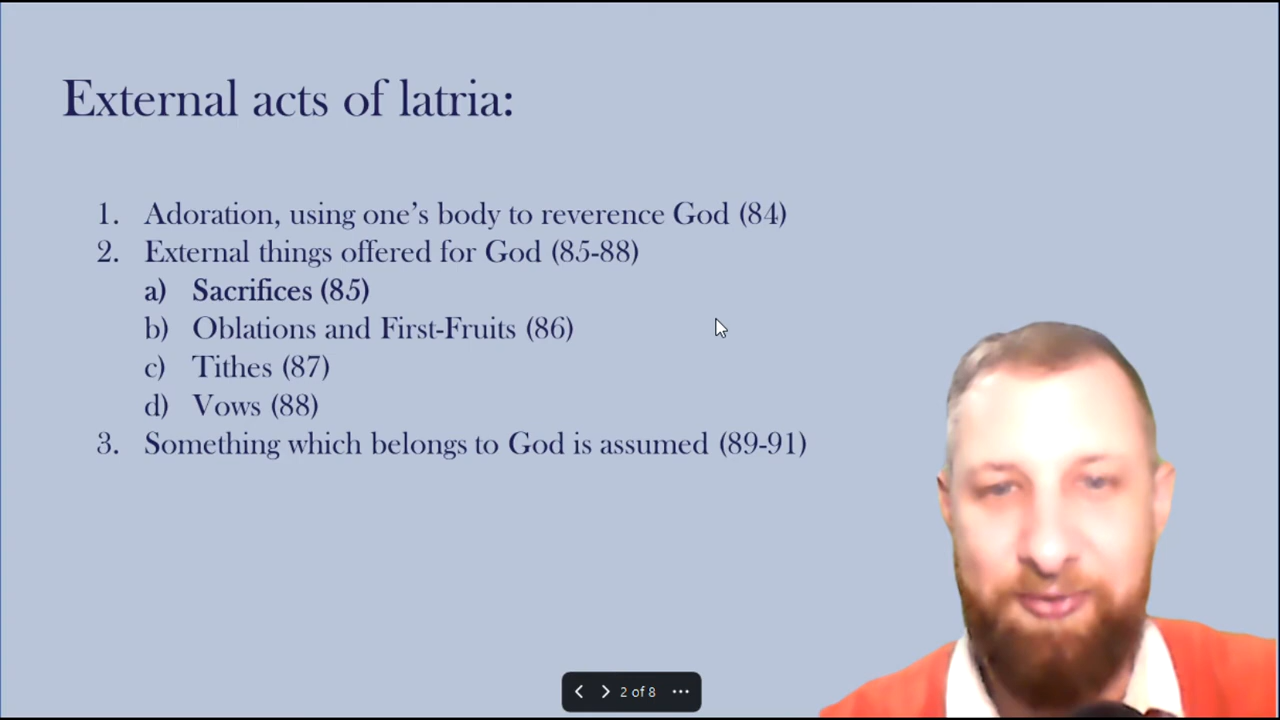 External acts of latria:
1. Adoration, using one's body to reverence God (84)
2. External things offered for God (85-88)
a) Sacrifices (85)
b) Oblations and First-Fruits (86)
c) Tithes (87)
d) Vows (88)
3. Something which belongs to God is assumed (89-91)
2 of 8